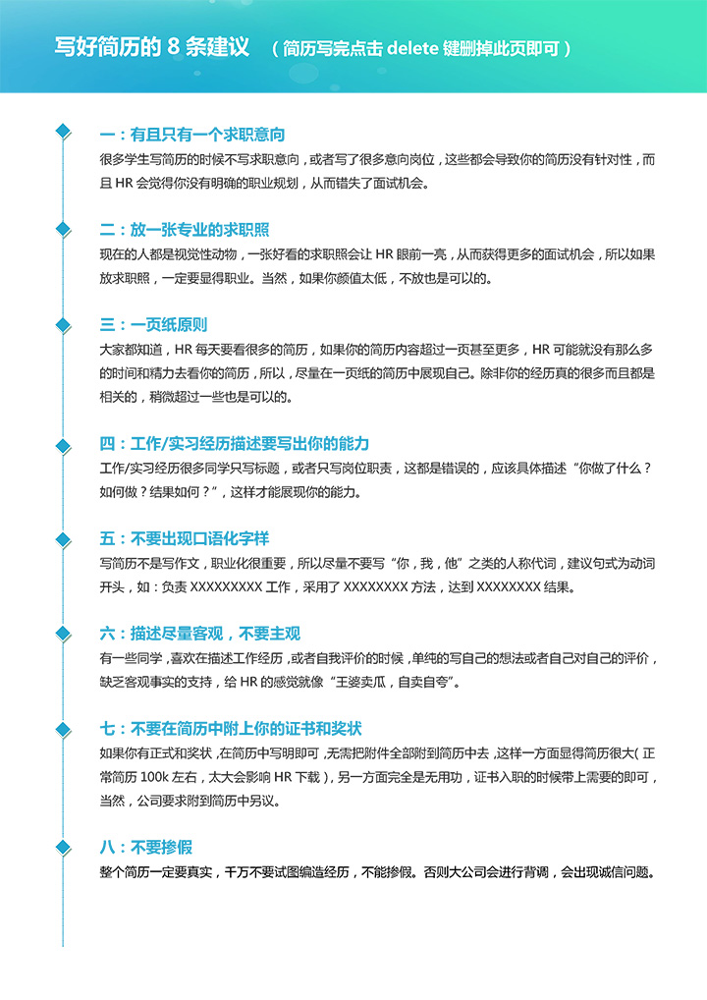 写好简历的 8 条建议 （简历写完点击 delete 键删掉此页即可）
一：有且只有一个求职意向
很多学生写简历的时候不写求职意向，或者写了很多意向岗位，这些都会导致你的简历没有针对性，而
且 HR 会觉得你没有明确的职业规划，从而错失了面试机会。
二：放一张专业的求职照
现在的人都是视觉性动物，一张好看的求职照会让 HR 眼前一亮，从而获得更多的面试机会，所以如果
放求职照，一定要显得职业。当然，如果你颜值太低，不放也是可以的。
三：一页纸原则
大家都知道，HR 每天要看很多的简历，如果你的简历内容超过一页甚至更多，HR 可能就没有那么多
的时间和精力去看你的简历，所以，尽量在一页纸的简历中展现自己。除非你的经历真的很多而且都是
相关的，稍微超过一些也是可以的。
四：工作/实习经历描述要写出你的能力
工作/实习经历很多同学只写标题，或者只写岗位职责，这都是错误的，应该具体描述“你做了什么？
如何做？结果如何？”，这样才能展现你的能力。
五：不要出现口语化字样
写简历不是写作文，职业化很重要，所以尽量不要写“你，我，他”之类的人称代词，建议句式为动词
开头，如：负责 XXXXXXXXX 工作，采用了 XXXXXXXX 方法，达到 XXXXXXXX 结果。
六：描述尽量客观，不要主观
有一些同学，喜欢在描述工作经历，或者自我评价的时候，单纯的写自己的想法或者自己对自己的评价，
缺乏客观事实的支持，给 HR 的感觉就像“王婆卖瓜，自卖自夸”。
七：不要在简历中附上你的证书和奖状
如果你有正式和奖状，在简历中写明即可，无需把附件全部附到简历中去，这样一方面显得简历很大（正
常简历 100k 左右，太大会影响 HR 下载），另一方面完全是无用功，证书入职的时候带上需要的即可，
当然，公司要求附到简历中另议。
八：不要掺假
整个简历一定要真实，千万不要试图编造经历，不能掺假。否则大公司会进行背调，会出现诚信问题。